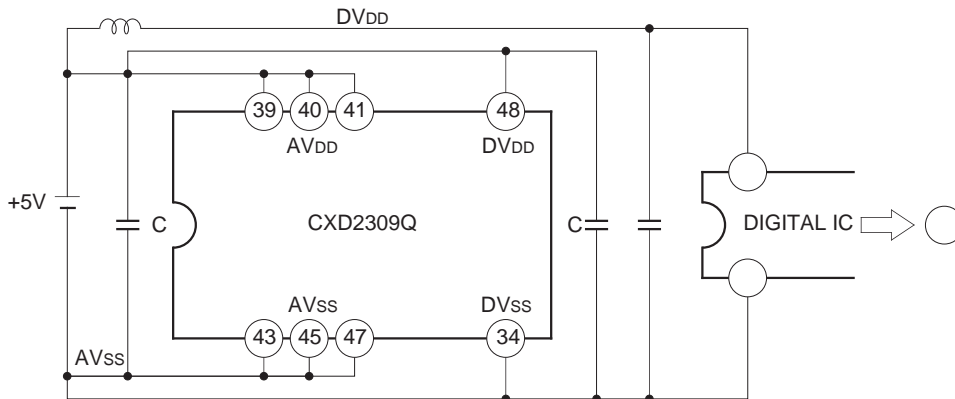 DVDD
39 40 41 48
AVDD DVDD
+5V C CXD2309Q C DIGITAL IC
AVss DVss
43 45 47 34
AVss